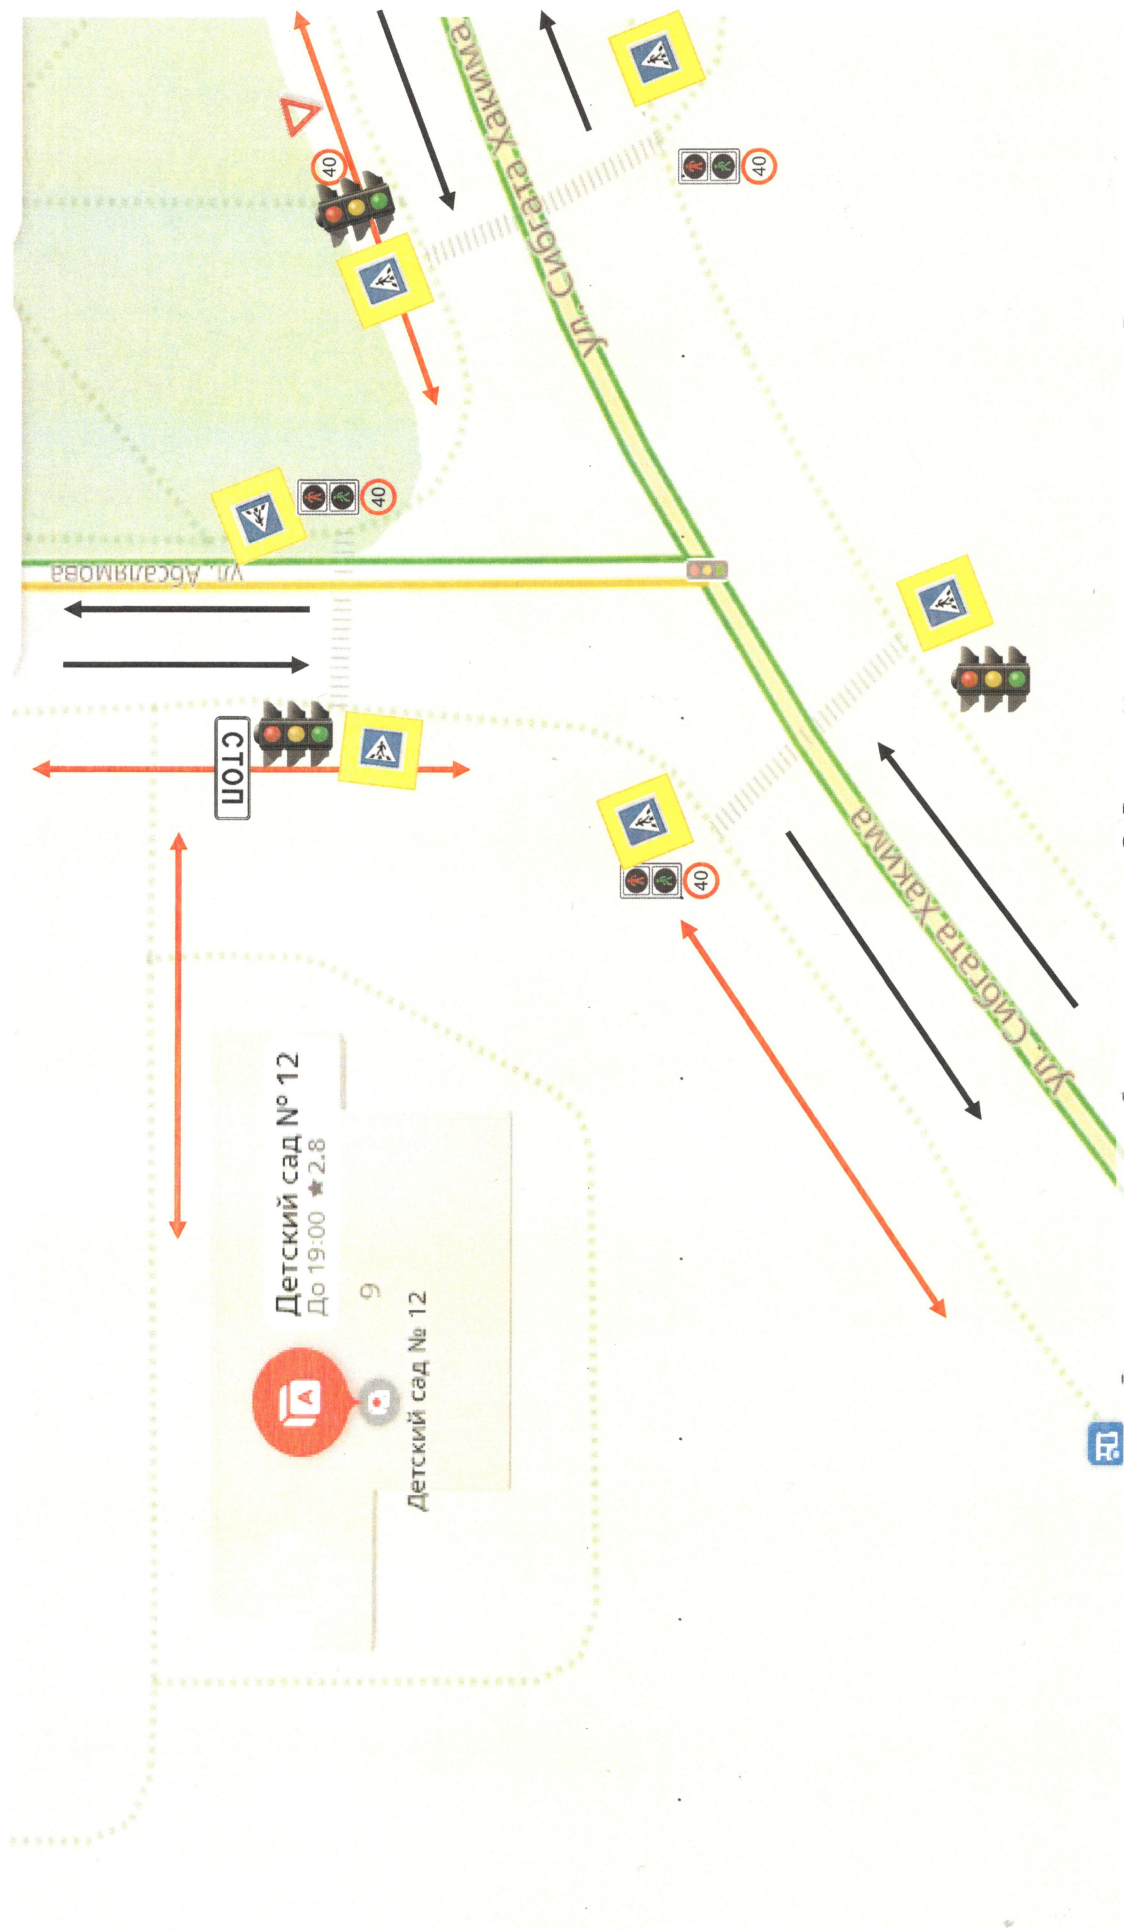 ул. Сибгата Хакима
40
40
ул. Абсалямова
40
СТОП
40
ул. Сибгата Хакима
Детский сад № 12
До 19:00 ★2.8
9
Детский сад № 12